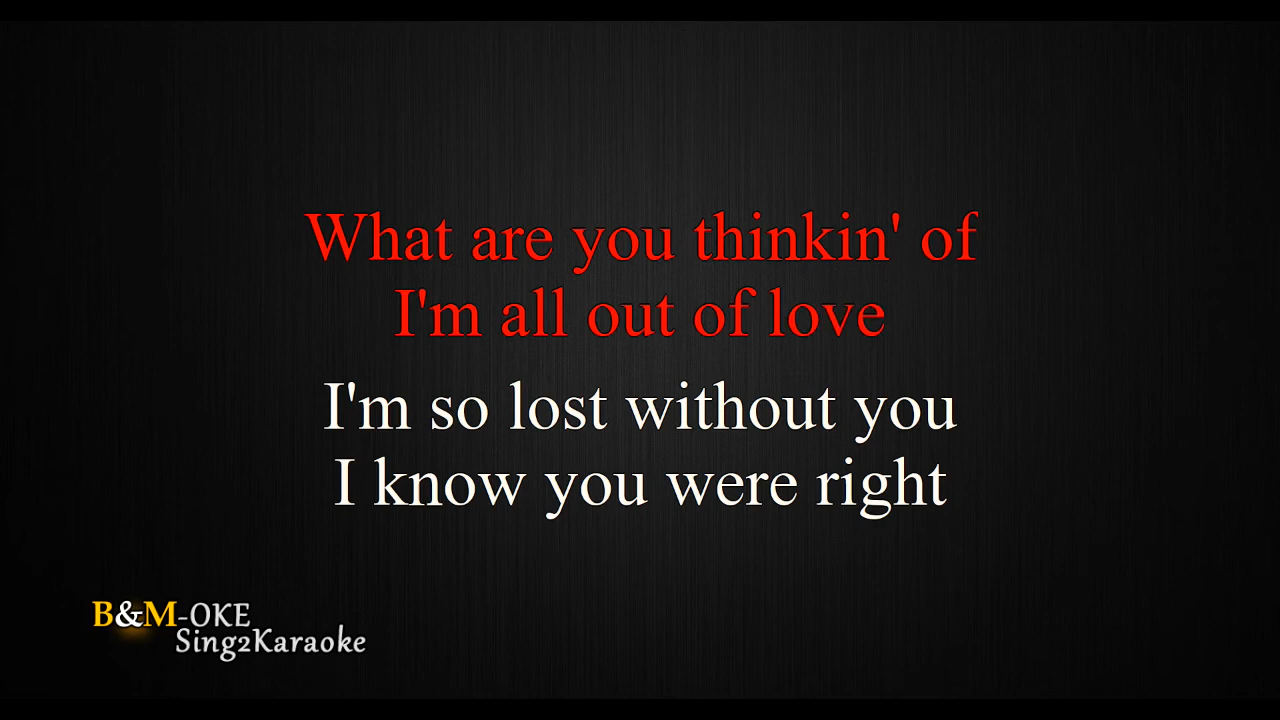 What are you thinkin' of
I'm all out of love
I'm so lost without you
I know you were right
B&M-OKE
Sing2Karaoke